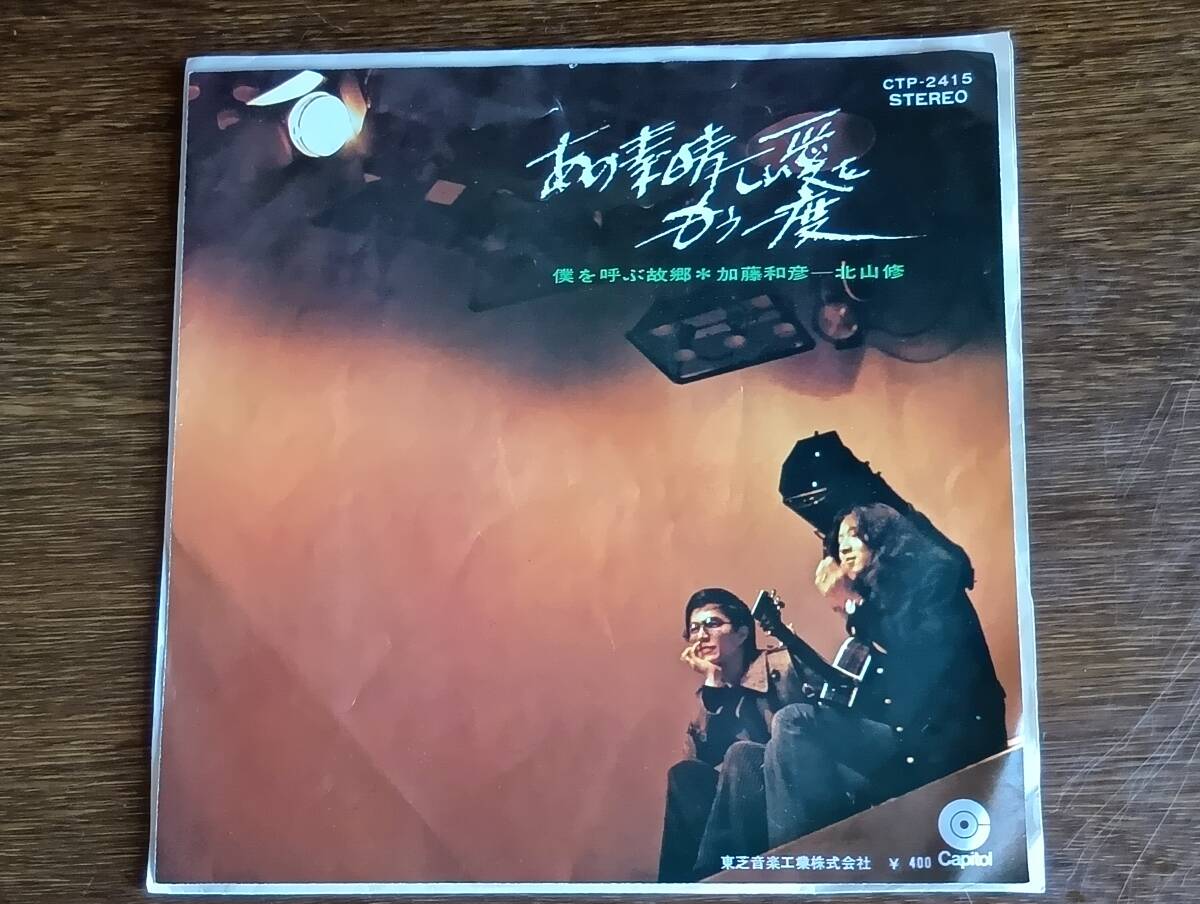 CTP-2415
STEREO
あの素晴しい愛を
もう一度
僕を呼ぶ故郷＊加藤和彦—北山修
東芝音楽工業株式会社 ￥400 Capitol